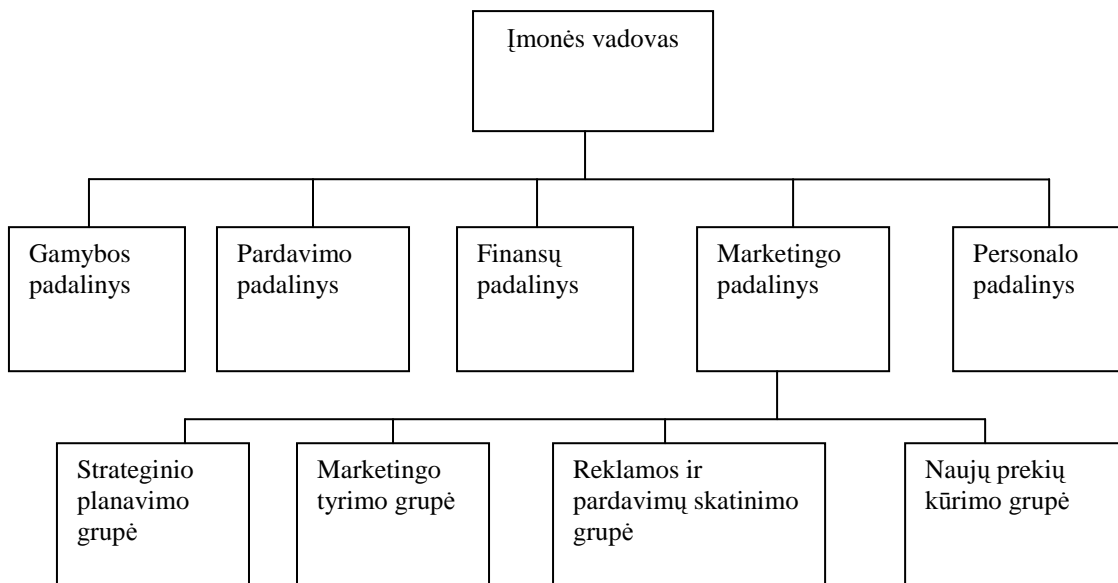 Įmonės vadovas
Gamybos
padalinys
Pardavimo
padalinys
Finansų
padalinys
Marketingo
padalinys
Personalo
padalinys
Strateginio
planavimo
grupė
Marketingo
tyrimo grupė
Reklamos ir
pardavimų skatinimo
grupė
Naujų prekių
kūrimo grupė